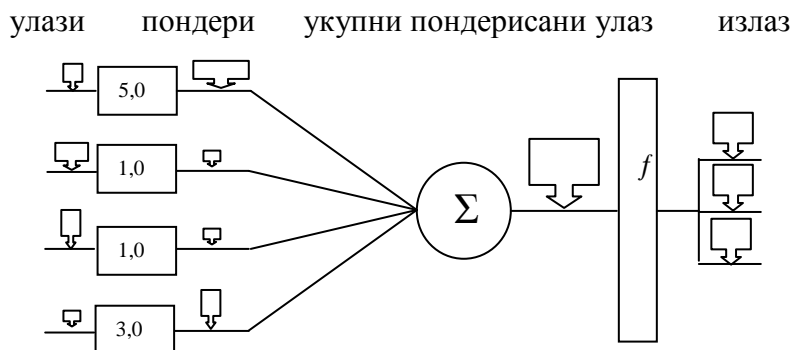 улази пондери укупни пондерисани улаз излаз
5,0
1,0
Σ
f
1,0
3,0